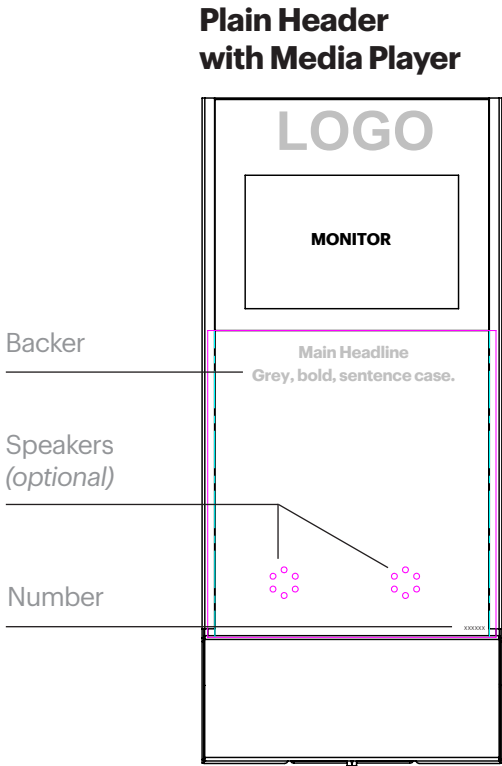 Plain Header
with Media Player
LOGO
MONITOR
Backer
Main Headline
Grey, bold, sentence case.
Speakers
(optional)
Number
xxxxxx